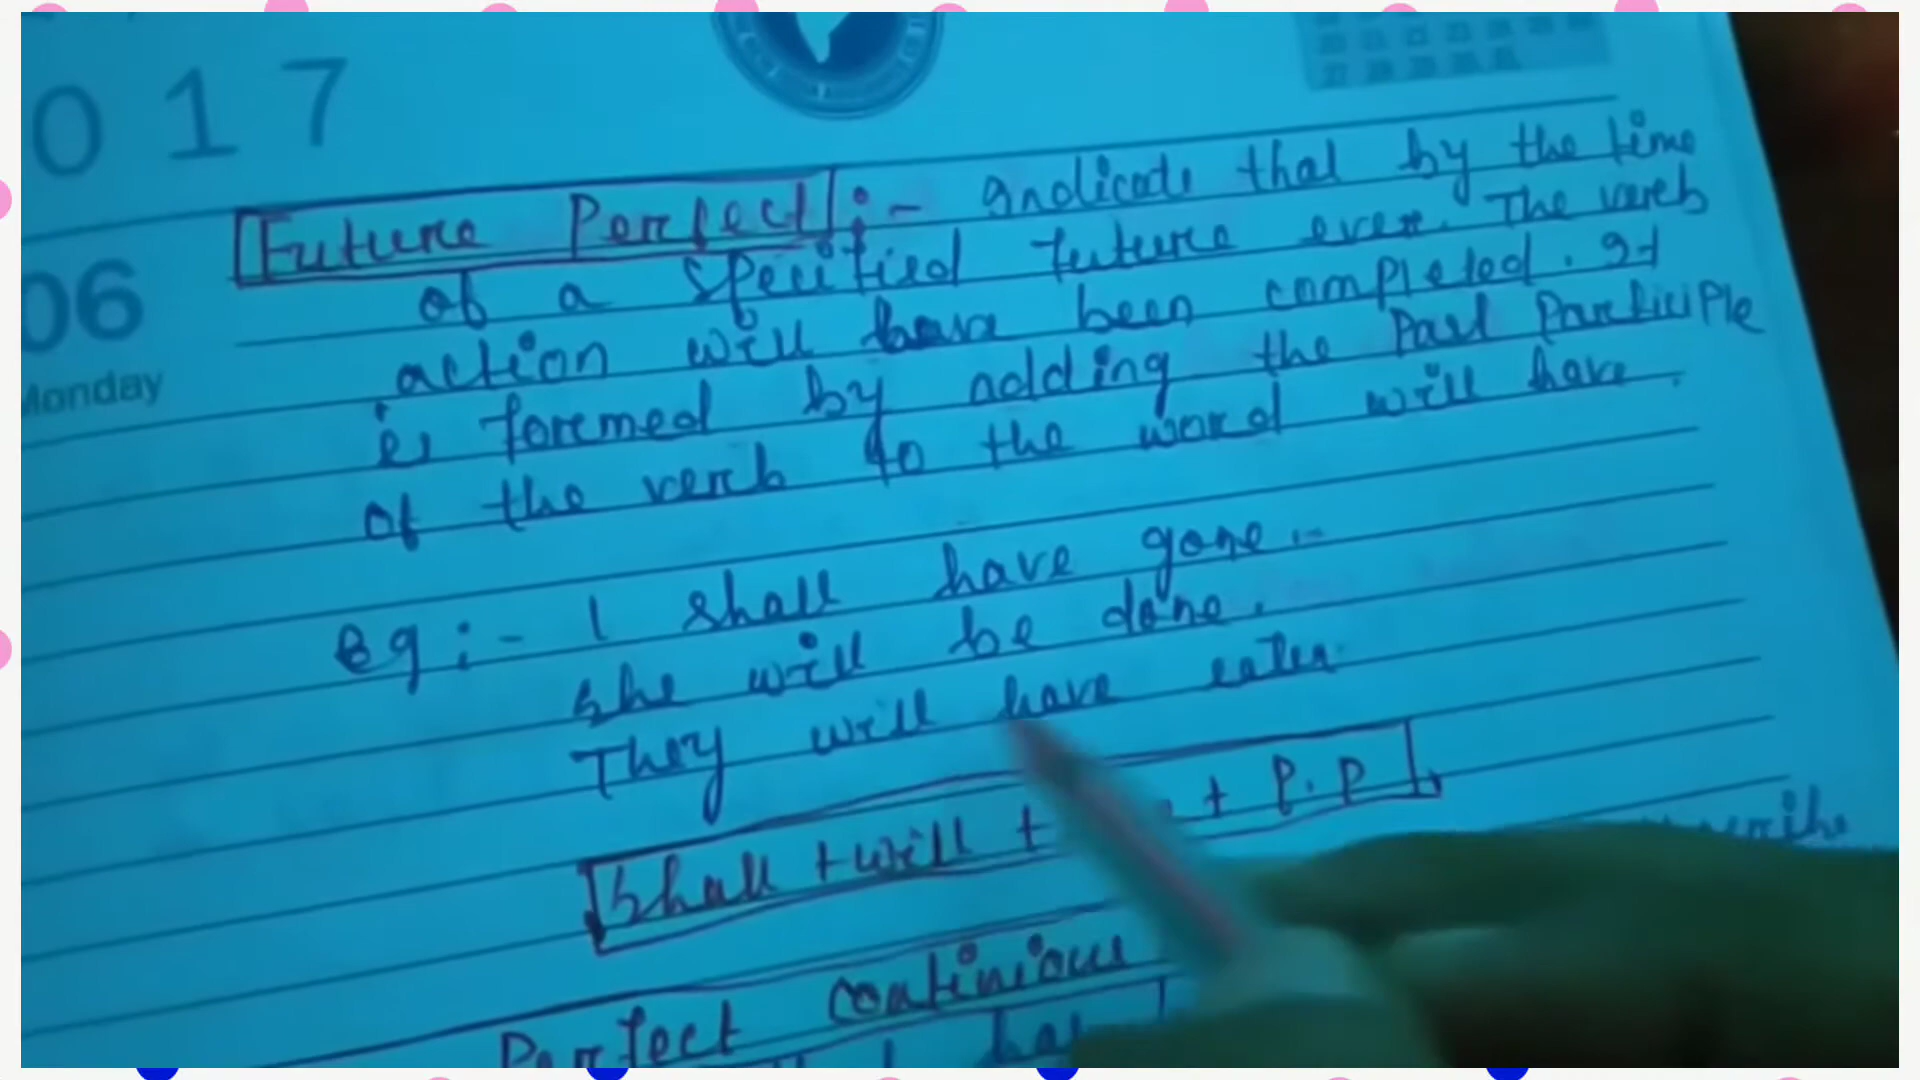 2017
06
Monday
Future Perfect :- Indicate that by the time
of a specified future even. The verb
action will have been completed. It
is formed by adding the Past Participle
of the verb to the word will have.
eg :- I shall have gone.
She will be done.
They will have eaten
Shall + will + + P.P
Perfect continious